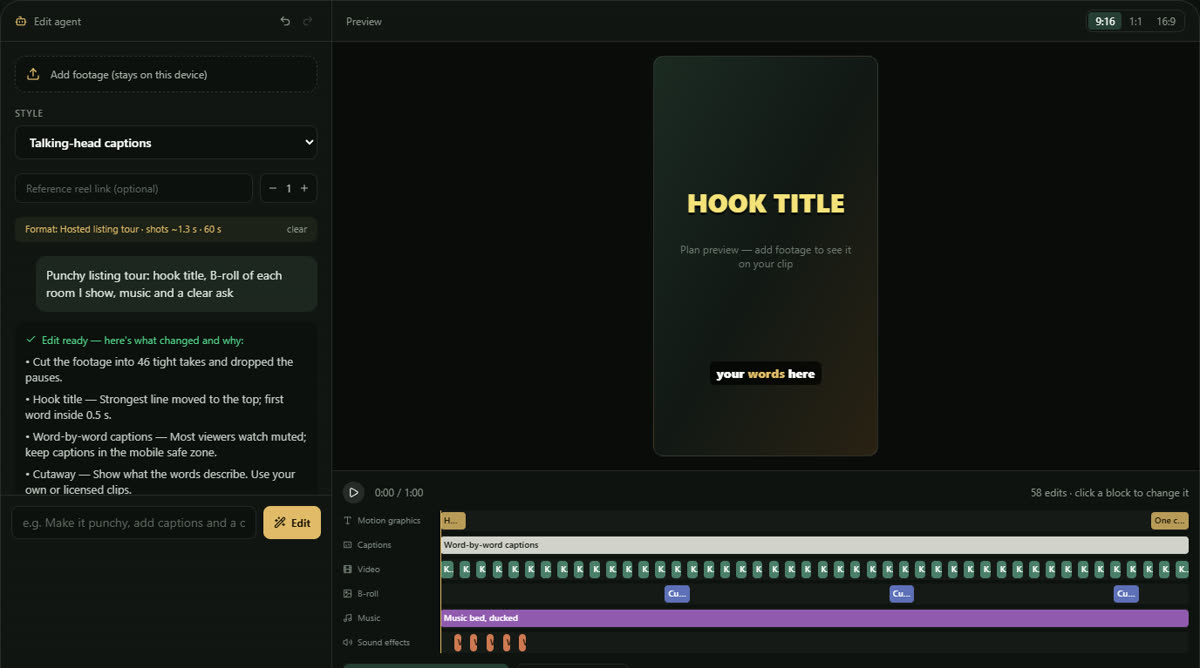 Edit agent
Preview
9:16 1:1 16:9
Add footage (stays on this device)
STYLE
Talking-head captions
Reference reel link (optional)
− 1 +
Format: Hosted listing tour · shots ~1.3 s · 60 s
clear
Punchy listing tour: hook title, B-roll of each
room I show, music and a clear ask
Edit ready — here's what changed and why:
• Cut the footage into 46 tight takes and dropped the
pauses.
• Hook title — Strongest line moved to the top; first
word inside 0.5 s.
• Word-by-word captions — Most viewers watch muted;
keep captions in the mobile safe zone.
• Cutaway — Show what the words describe. Use your
own or licensed clips.
e.g. Make it punchy, add captions and a c
Edit
HOOK TITLE
Plan preview — add footage to see it
on your clip
your words here
0:00 / 1:00
58 edits · click a block to change it
Motion graphics
H...
One c...
Captions
Word-by-word captions
Video
K.. K K K K K K K K K K K K K K K K K K K K K K K K K K K K K K K K K K K K K K K K K K K K K K..
B-roll
Cu...
Cu...
Cu...
Music
Music bed, ducked
Sound effects